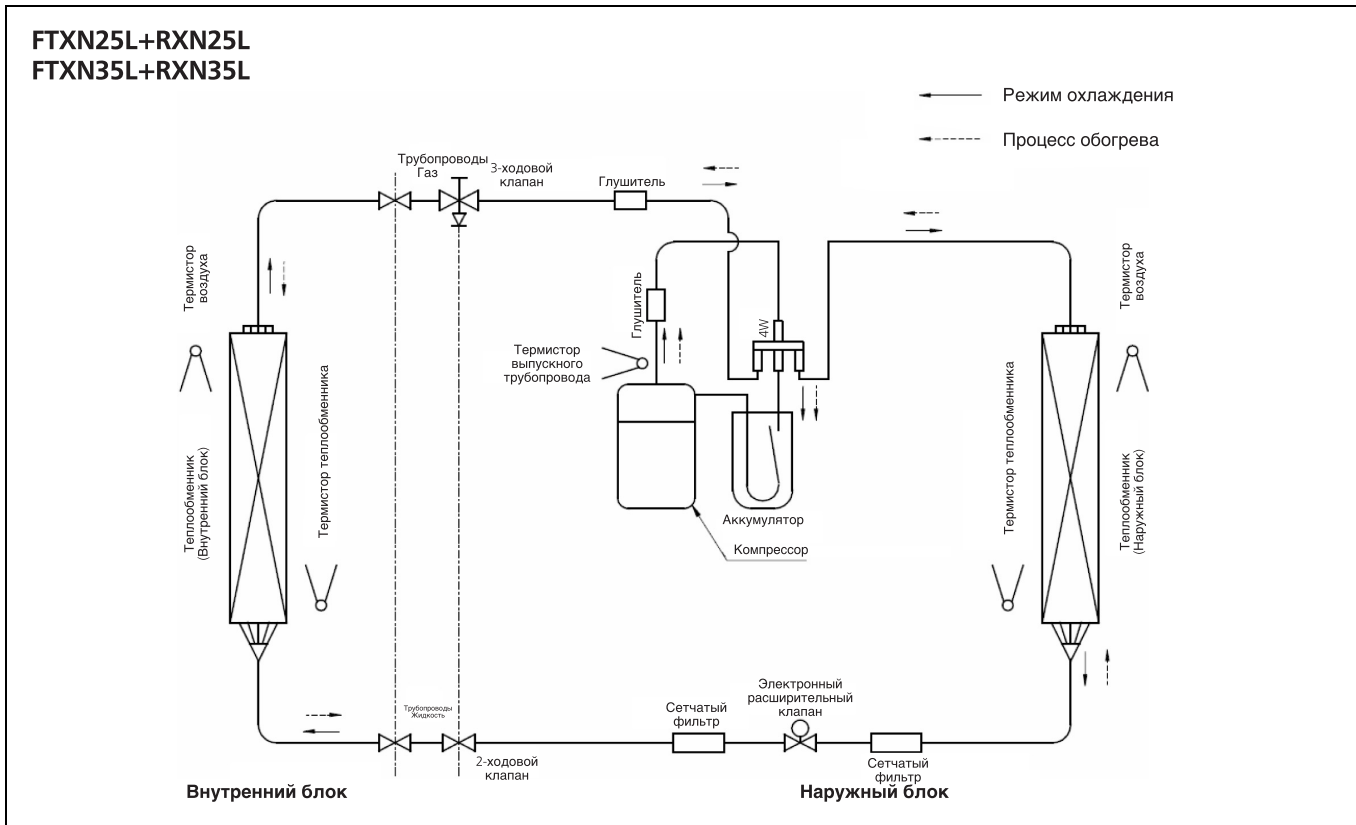 FTXN25L+RXN25L
FTXN35L+RXN35L
Режим охлаждения
Процесс обогрева
Трубопроводы
Газ
3-ходовой
клапан
Глушитель
Термистор
воздуха
Глушитель
4W
Термистор
воздуха
Термистор
выпускного
трубопровода
Термистор теплообменника
Термистор теплообменника
Теплообменник
(Внутренний блок)
Теплообменник
(Наружный блок)
Аккумулятор
Компрессор
Электронный
расширительный
клапан
Трубопроводы
Жидкость
Сетчатый
фильтр
2-ходовой
клапан
Сетчатый
фильтр
Внутренний блок
Наружный блок